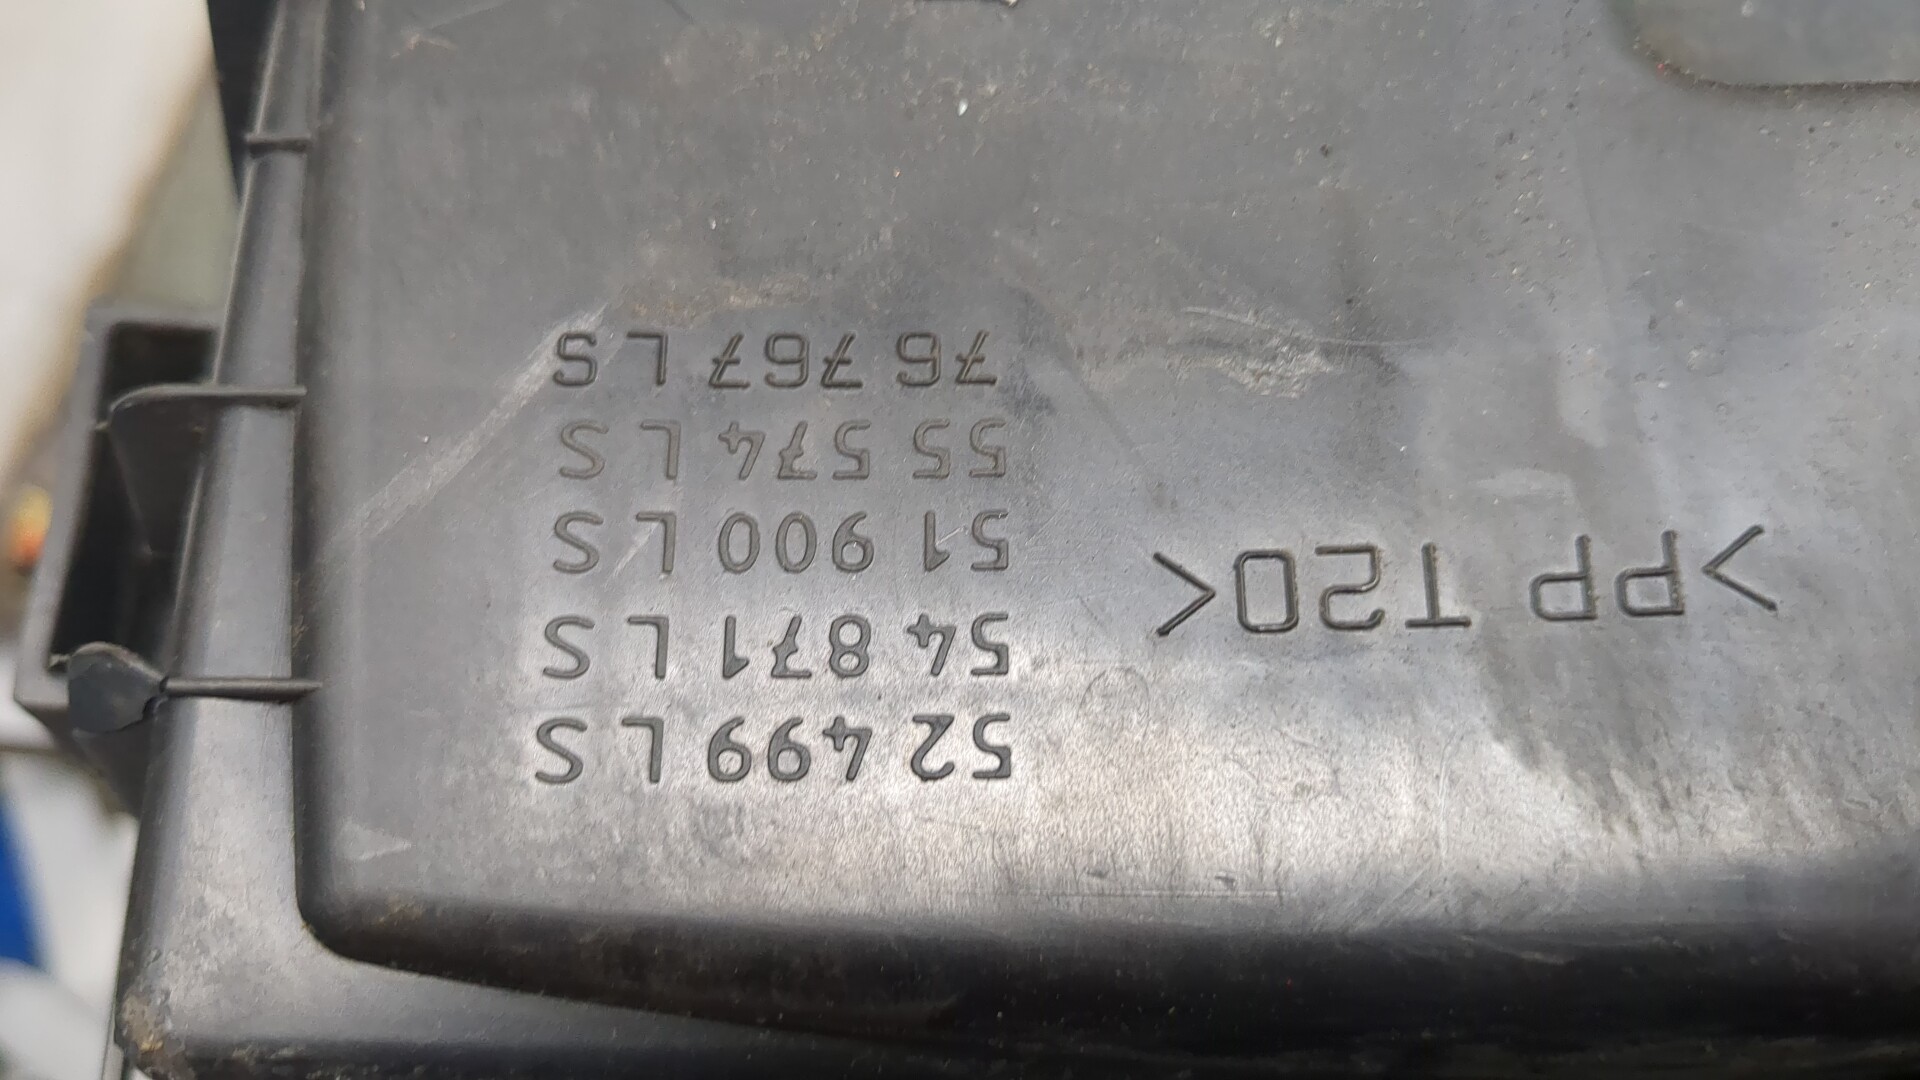 >PP T20<
52 499 LS
54 871 LS
51 900 LS
55 574 LS
76 767 LS